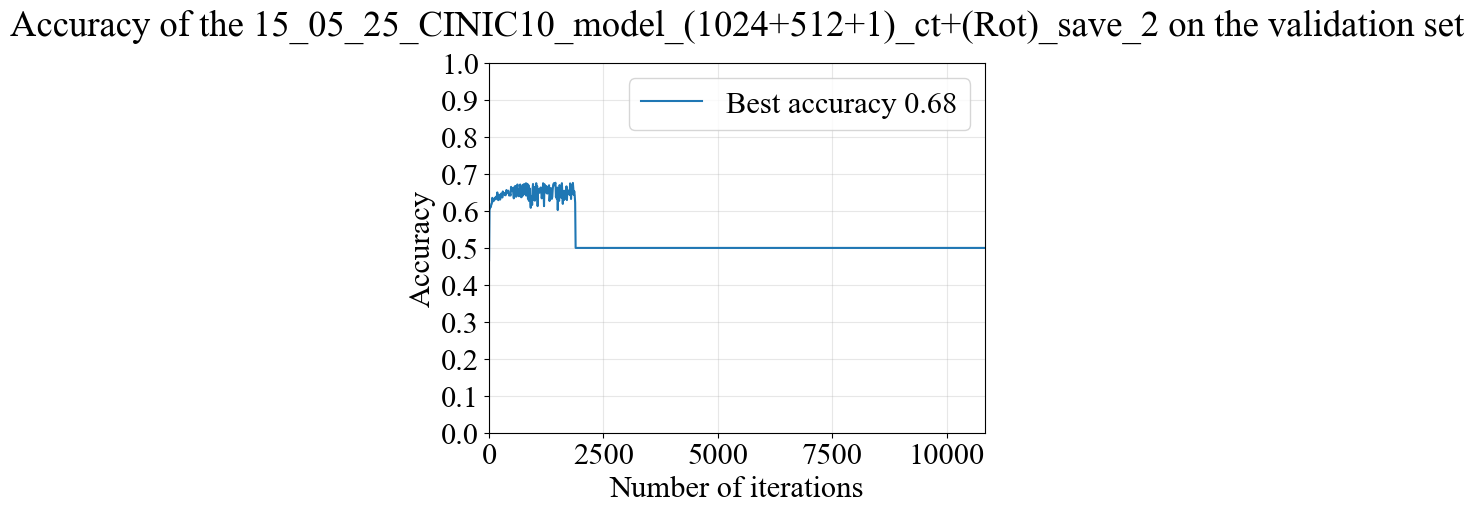 Accuracy of the 15_05_25_CINIC10_model_(1024+512+1)_ct+(Rot)_save_2 on the validation set
Best accuracy 0.68
Accuracy
1.0
0.9
0.8
0.7
0.6
0.5
0.4
0.3
0.2
0.1
0.0
0 2500 5000 7500 10000
Number of iterations